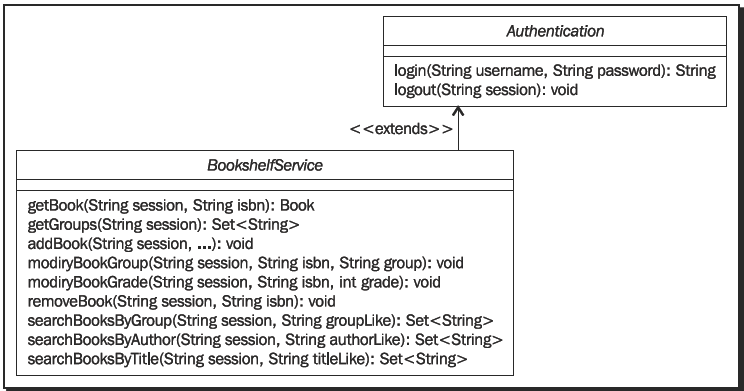 Authentication
login(String username, String password): String
logout(String session): void
<<extends>>
BookshelfService
getBook(String session, String isbn): Book
getGroups(String session): Set<String>
addBook(String session, ...): void
modiryBookGroup(String session, String isbn, String group): void
modiryBookGrade(String session, String isbn, int grade): void
removeBook(String session, String isbn): void
searchBooksByGroup(String session, String groupLike): Set<String>
searchBooksByAuthor(String session, String authorLike): Set<String>
searchBooksByTitle(String session, String titleLike): Set<String>